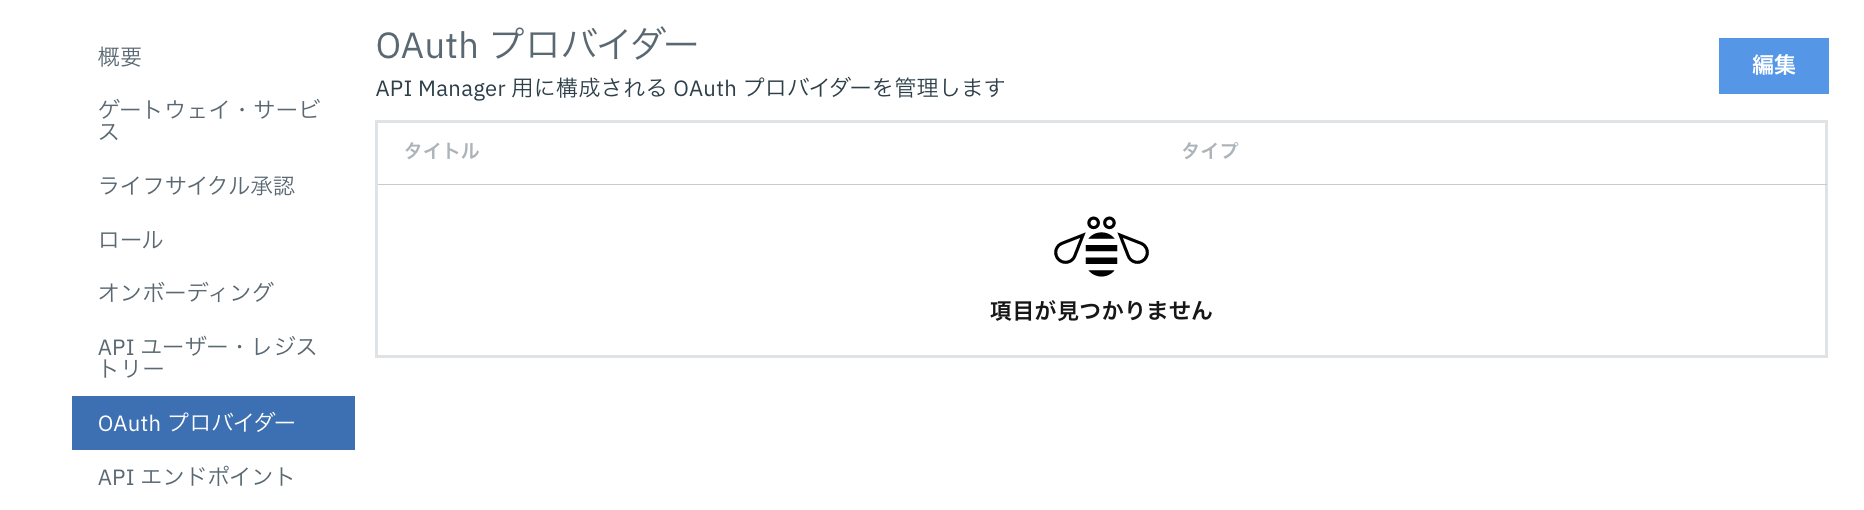 概要
ゲートウェイ・サービ
ス
ライフサイクル承認
ロール
オンボーディング
API ユーザー・レジス
トリー
OAuth プロバイダー
API エンドポイント
OAuth プロバイダー
API Manager 用に構成される OAuth プロバイダーを管理します
編集
タイトル
タイプ
項目が見つかりません